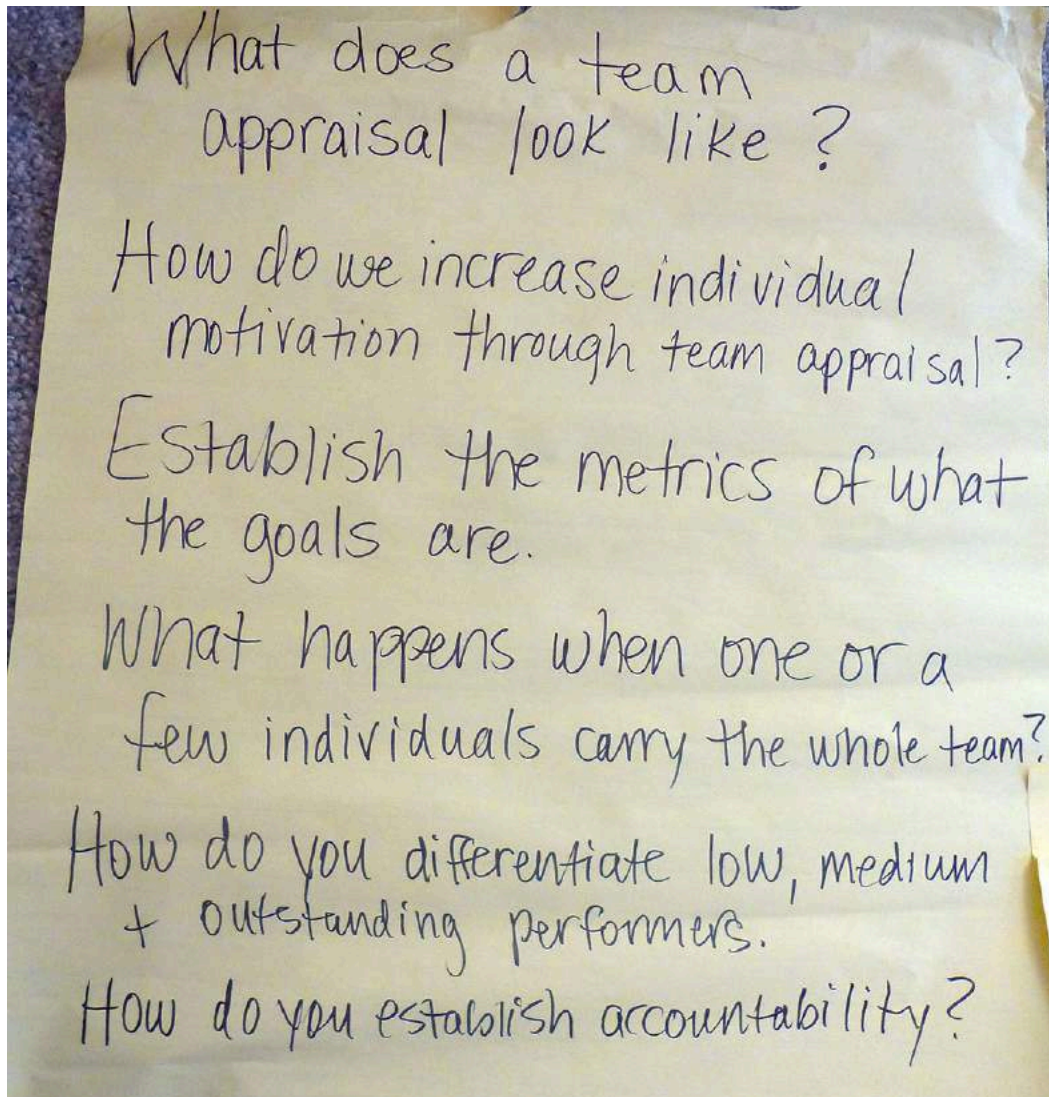 What does a team
appraisal look like ?
How do we increase individual
motivation through team appraisal?
Establish the metrics of what
the goals are.
What happens when one or a
few individuals carry the whole team?
How do you differentiate low, medium
+ outstanding performers.
How do you establish accountability?